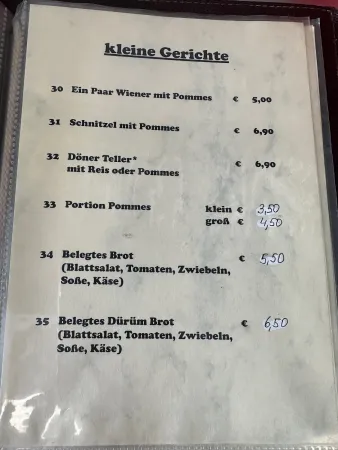 kleine Gerichte
30 Ein Paar Wiener mit Pommes € 5,00
31 Schnitzel mit Pommes € 6,90
32 Döner Teller* € 6,90
mit Reis oder Pommes
33 Portion Pommes klein € 3,50
groß € 4,50
34 Belegtes Brot € 5,50
(Blattsalat, Tomaten, Zwiebeln,
Soße, Käse)
35 Belegtes Dürüm Brot € 6,50
(Blattsalat, Tomaten, Zwiebeln,
Soße, Käse)